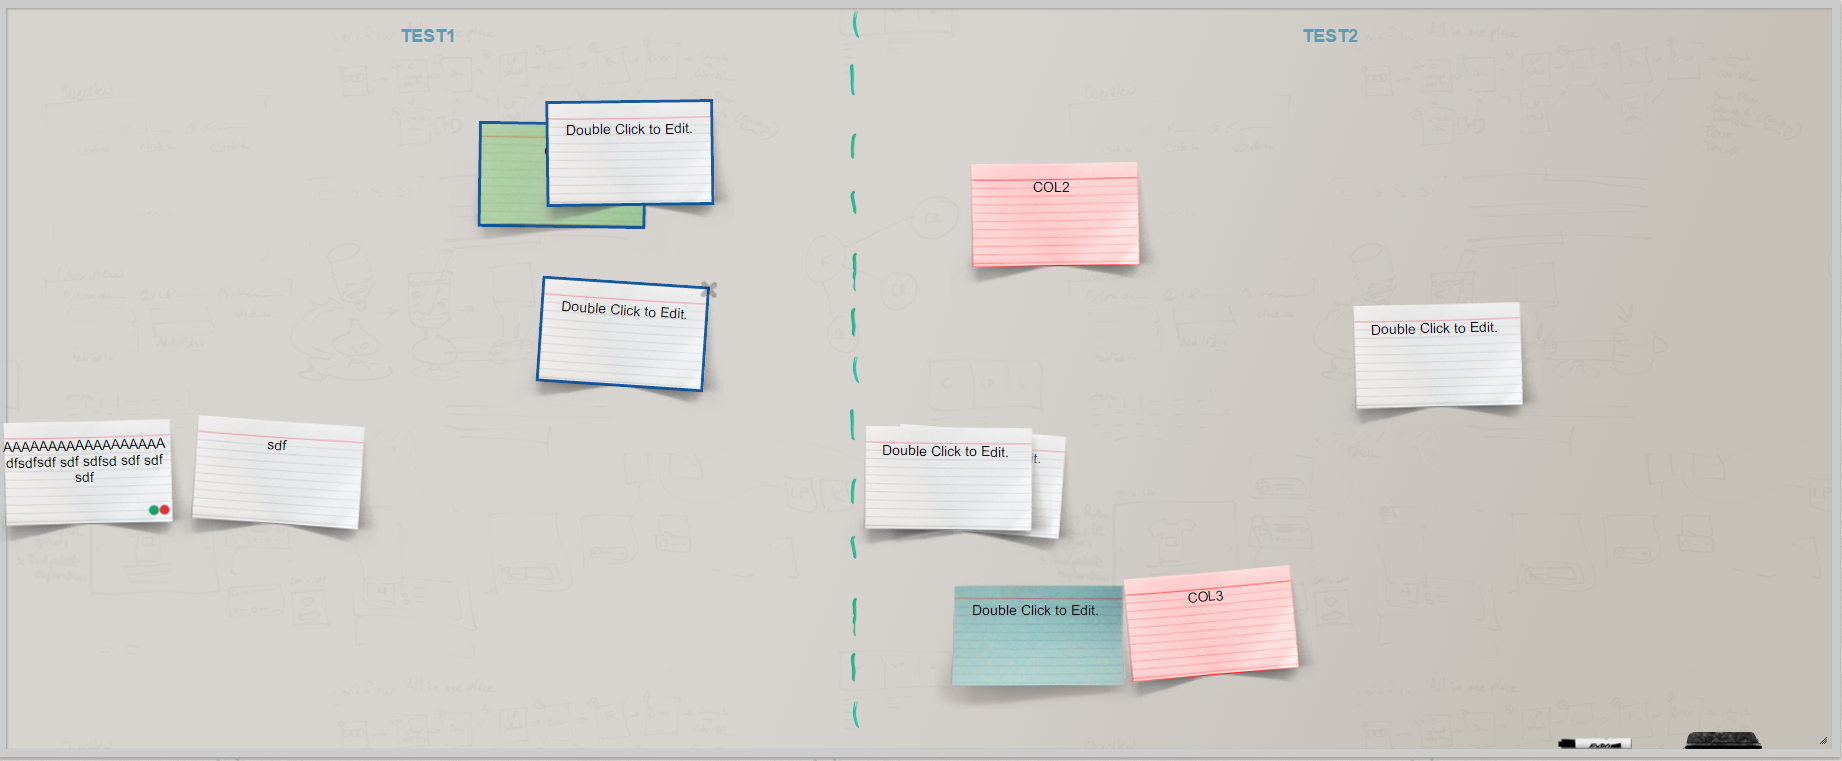 TEST1
TEST2
Double Click to Edit.
COL2
Double Click to Edit.
Double Click to Edit.
AAAAAAAAAAAAAAAAAA
dfsdfsdf sdf sdfsd sdf sdf
sdf
sdf
Double Click to Edit.
it.
Double Click to Edit.
COL3